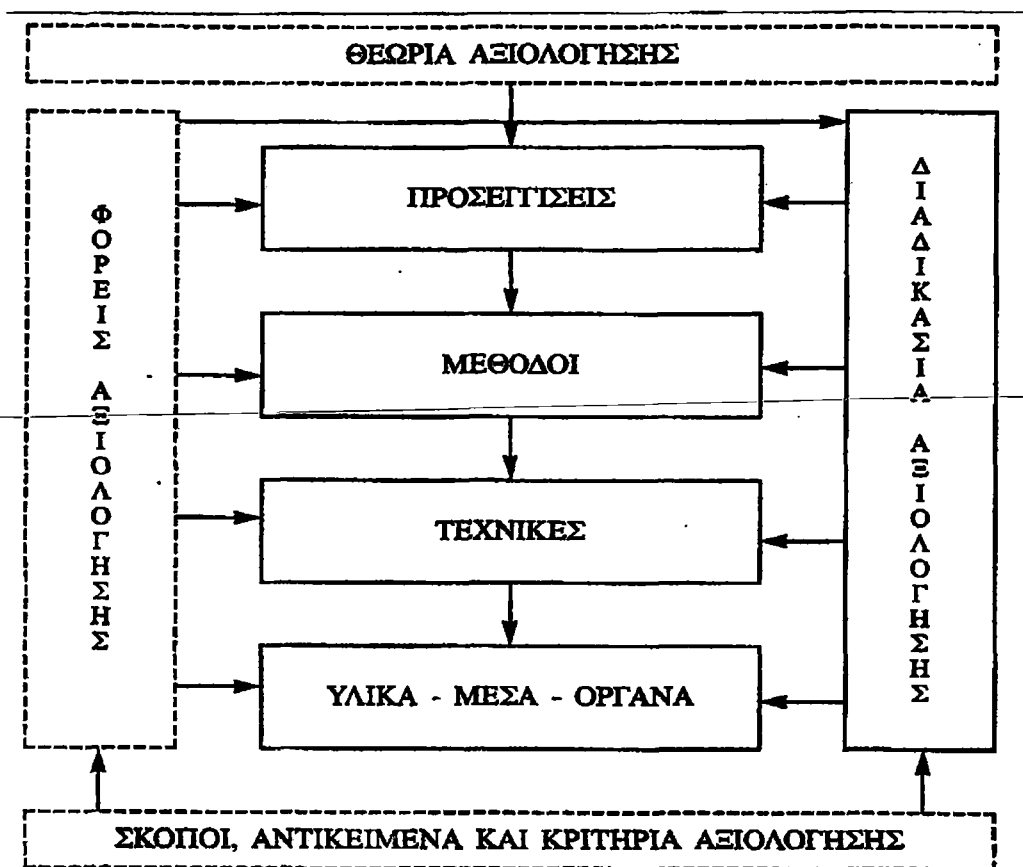 ΘΕΩΡΙΑ ΑΞΙΟΛΟΓΗΣΗΣ
ΦΟΡΕΙΣ ΑΞΙΟΛΟΓΗΣΗΣ
ΠΡΟΣΕΓΓΙΣΕΙΣ
ΜΕΘΟΔΟΙ
ΤΕΧΝΙΚΕΣ
ΥΛΙΚΑ - ΜΕΣΑ - ΟΡΓΑΝΑ
ΔΙΑΔΙΚΑΣΙΑ ΑΞΙΟΛΟΓΗΣΗΣ
ΣΚΟΠΟΙ, ΑΝΤΙΚΕΙΜΕΝΑ ΚΑΙ ΚΡΙΤΗΡΙΑ ΑΞΙΟΛΟΓΗΣΗΣ